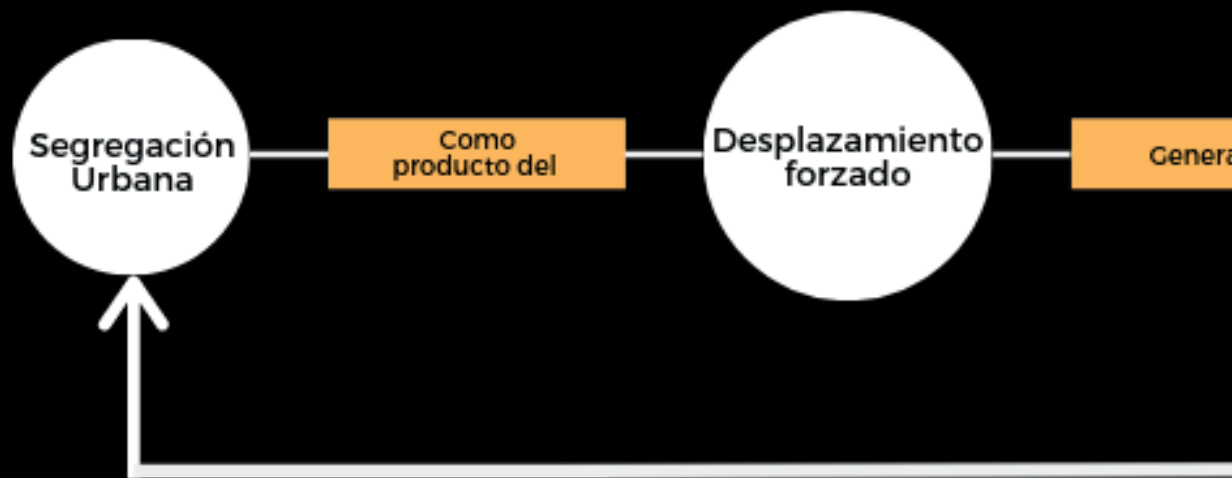 Segregación
Urbana
Como
producto del
Desplazamiento
forzado